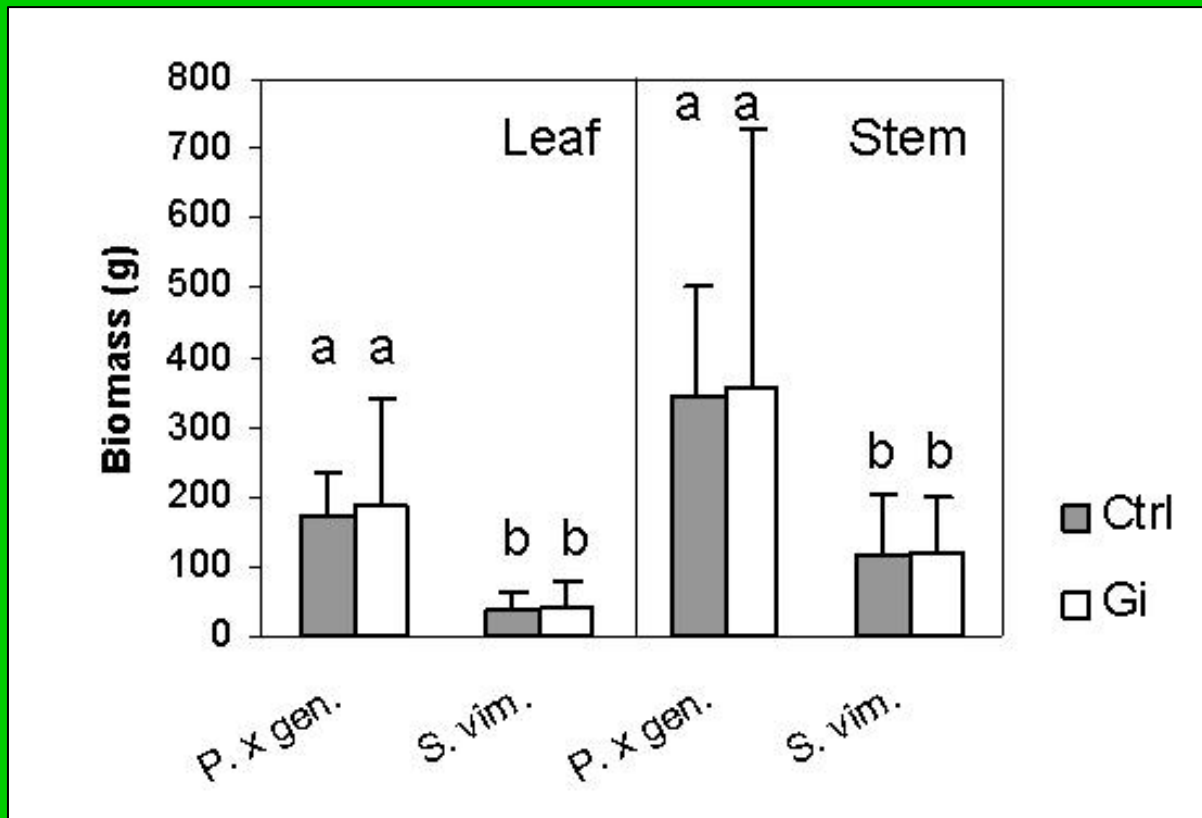 800
700
600
500
400
300
200
100
0
Biomass (g)
Leaf
Stem
a a
b b
a a
b b
P. x gen.
S. vim.
P. x gen.
S. vim.
Ctrl
Gi